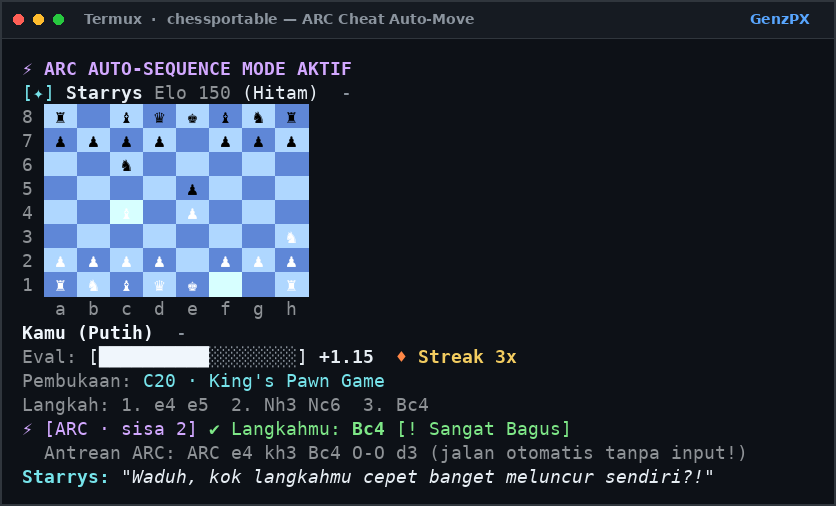 Termux · chessportable — ARC Cheat Auto-Move
GenzPX
⚡ ARC AUTO-SEQUENCE MODE AKTIF
[✦] Starrys Elo 150 (Hitam) -
8
7
6
5
4
3
2
1
a b c d e f g h
Kamu (Putih) -
Eval: [██████████░░░░░░░░] +1.15 ♦ Streak 3x
Pembukaan: C20 · King's Pawn Game
Langkah: 1. e4 e5 2. Nh3 Nc6 3. Bc4
⚡ [ARC · sisa 2] ✔ Langkahmu: Bc4 [! Sangat Bagus]
Antrean ARC: ARC e4 kh3 Bc4 O-O d3 (jalan otomatis tanpa input!)
Starrys: "Waduh, kok langkahmu cepet banget meluncur sendiri?!"